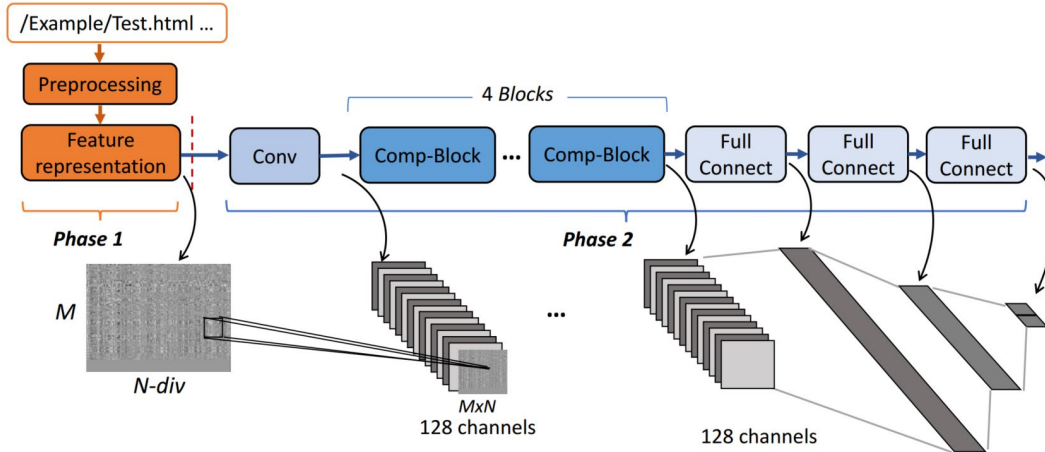 /Example/Test.html ...
Preprocessing
4 Blocks
Feature
representation
Conv
Comp-Block
...
Comp-Block
Full
Connect
Full
Connect
Full
Connect
Phase 1
Phase 2
M
N-div
...
MxN
128 channels
128 channels